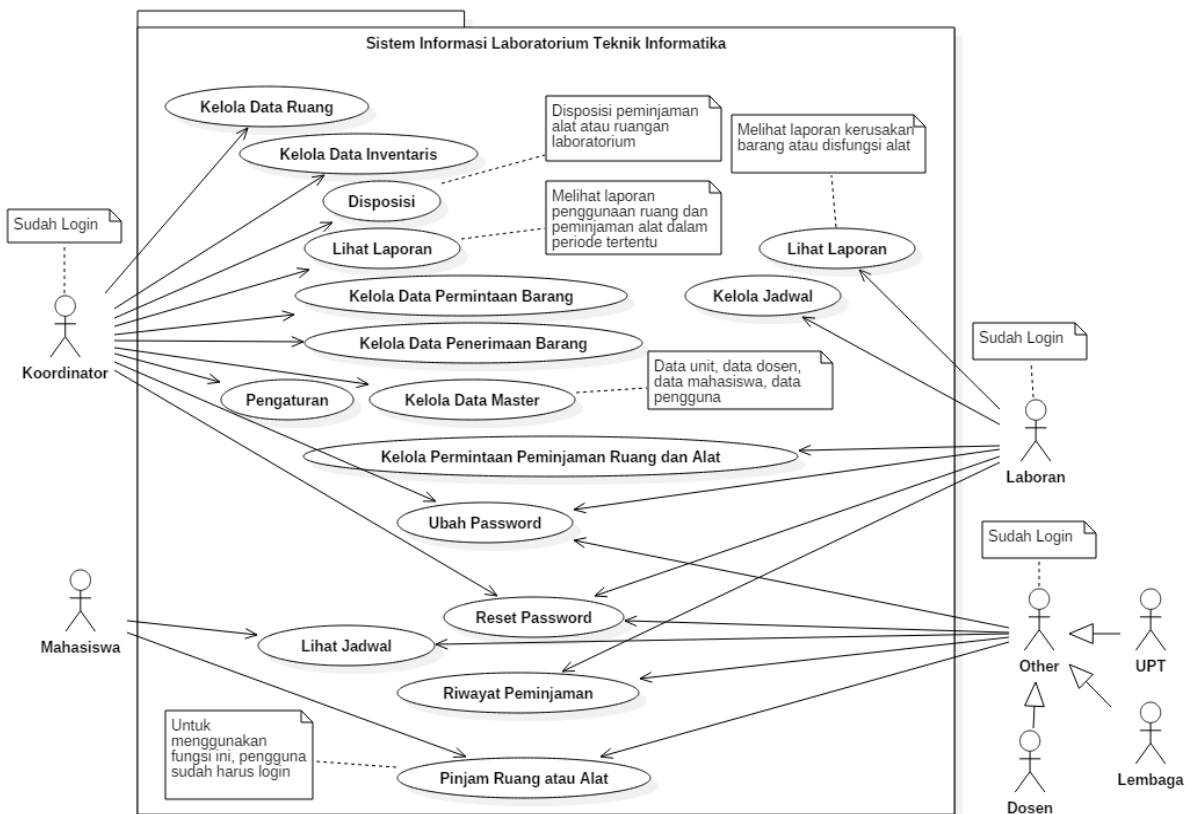 Sistem Informasi Laboratorium Teknik Informatika
Kelola Data Ruang
Disposisi peminjaman
alat atau ruangan
laboratorium
Melihat laporan kerusakan
barang atau disfungsi alat
Kelola Data Inventaris
Disposisi
Melihat laporan
penggunaan ruang dan
peminjaman alat dalam
periode tertentu
Sudah Login
Lihat Laporan
Lihat Laporan
Kelola Data Permintaan Barang
Kelola Jadwal
Kelola Data Penerimaan Barang
Sudah Login
Koordinator
Data unit, data dosen,
data mahasiswa, data
pengguna
Pengaturan
Kelola Data Master
Kelola Permintaan Peminjaman Ruang dan Alat
Laboran
Ubah Password
Sudah Login
Reset Password
Mahasiswa
Lihat Jadwal
Other
UPT
Riwayat Peminjaman
Untuk
menggunakan
fungsi ini, pengguna
sudah harus login
Pinjam Ruang atau Alat
Lembaga
Dosen